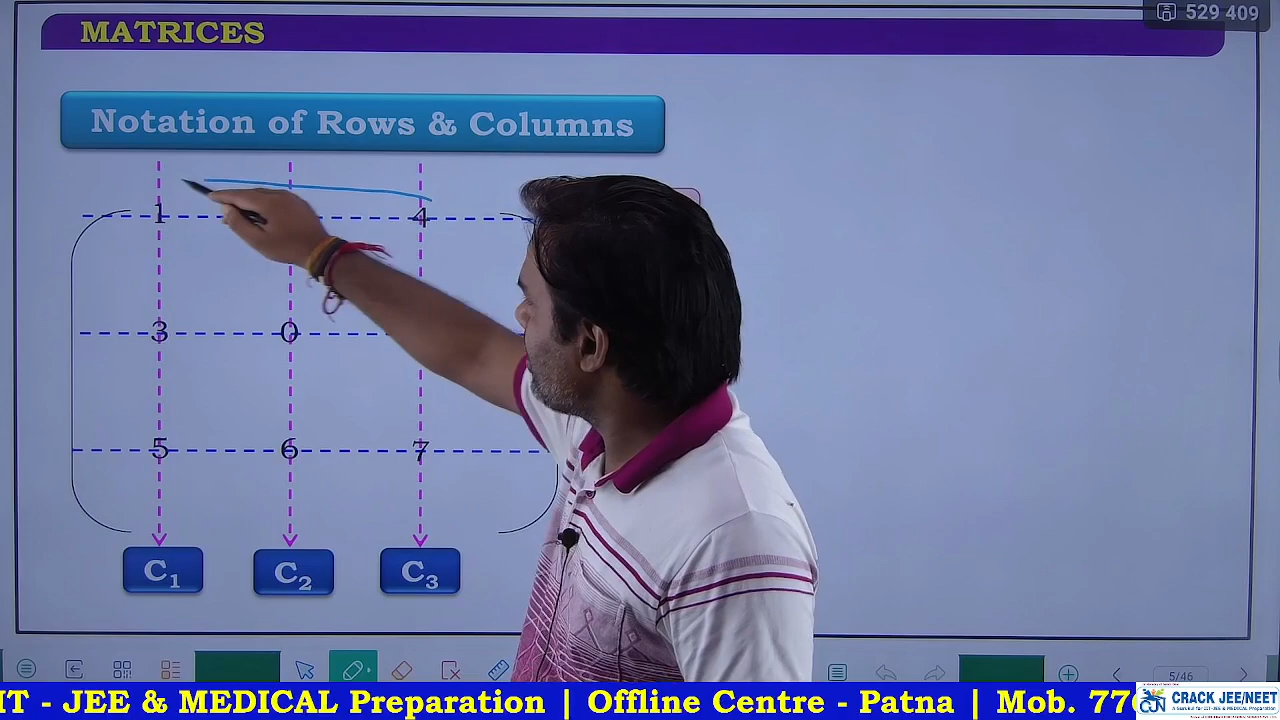 529 409
MATRICES
Notation of Rows & Columns
1 4
3 0
5 6 7
C₁ C₂ C₃
5/46
IT - JEE & MEDICAL Preparation | Offline Centre - Patna | Mob. 77
CRACK JEE/NEET